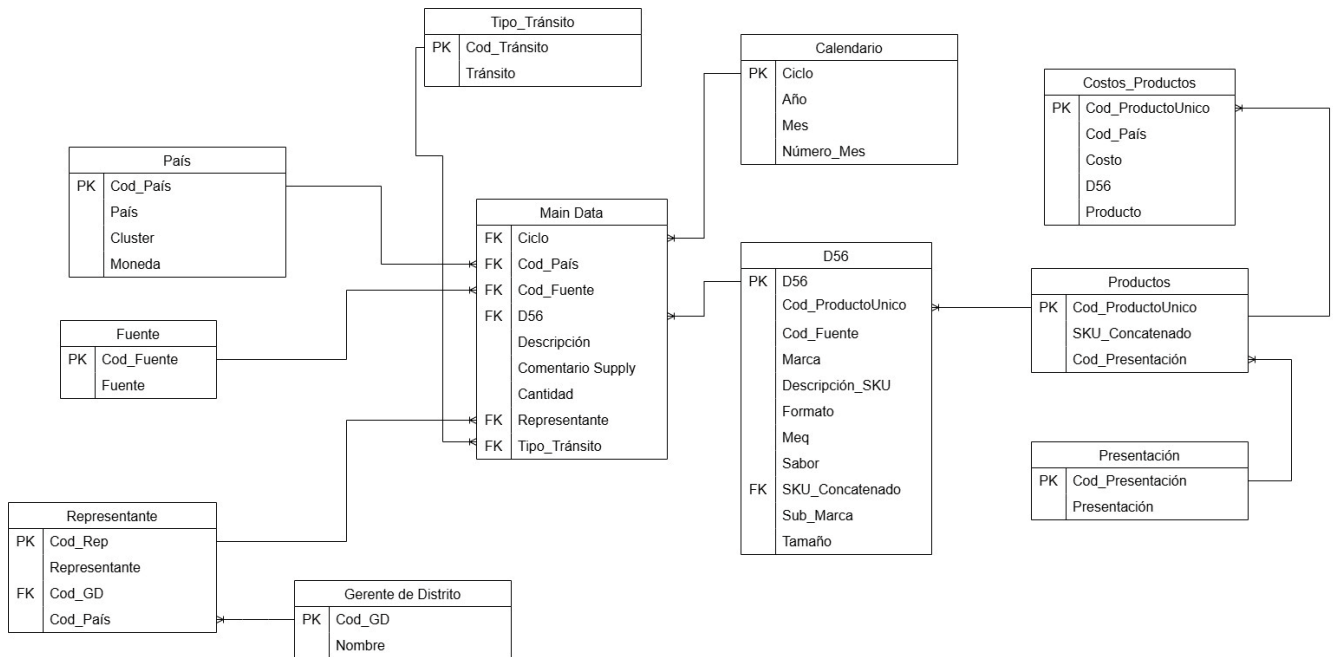 Tipo_Tránsito
PK Cod_Tránsito
Tránsito
Calendario
PK Ciclo
Año
Mes
Número_Mes
Costos_Productos
PK Cod_ProductoUnico
Cod_País
Costo
D56
Producto
País
PK Cod_País
País
Cluster
Moneda
Main Data
FK Ciclo
FK Cod_País
FK Cod_Fuente
FK D56
Descripción
Comentario Supply
Cantidad
FK Representante
FK Tipo_Tránsito
D56
PK D56
Cod_ProductoUnico
Cod_Fuente
Marca
Descripción_SKU
Formato
Meq
Sabor
FK SKU_Concatenado
Sub_Marca
Tamaño
Productos
PK Cod_ProductoUnico
SKU_Concatenado
Cod_Presentación
Fuente
PK Cod_Fuente
Fuente
Presentación
PK Cod_Presentación
Presentación
Representante
PK Cod_Rep
Representante
FK Cod_GD
Cod_País
Gerente de Distrito
PK Cod_GD
Nombre